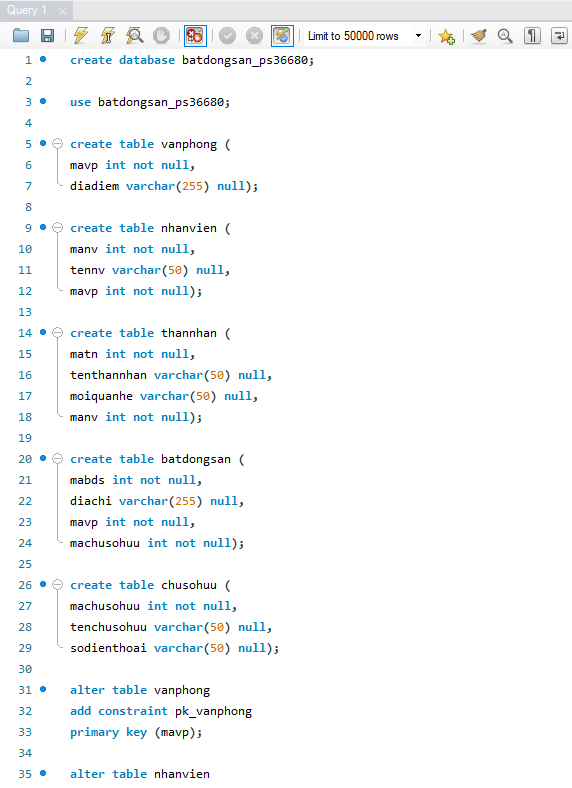 Query 1
Limit to 50000 rows
1 create database batdongsan_ps36680;
2
3 use batdongsan_ps36680;
4
5 create table vanphong (
6 mavp int not null,
7 diadiem varchar(255) null);
8
9 create table nhanvien (
10 manv int not null,
11 tennv varchar(50) null,
12 mavp int not null);
13
14 create table thannhan (
15 matn int not null,
16 tenthannhan varchar(50) null,
17 moiquanhe varchar(50) null,
18 manv int not null);
19
20 create table batdongsan (
21 mabds int not null,
22 diachi varchar(255) null,
23 mavp int not null,
24 machusohuu int not null);
25
26 create table chusohuu (
27 machusohuu int not null,
28 tenchusohuu varchar(50) null,
29 sodienthoai varchar(50) null);
30
31 alter table vanphong
32 add constraint pk_vanphong
33 primary key (mavp);
34
35 alter table nhanvien